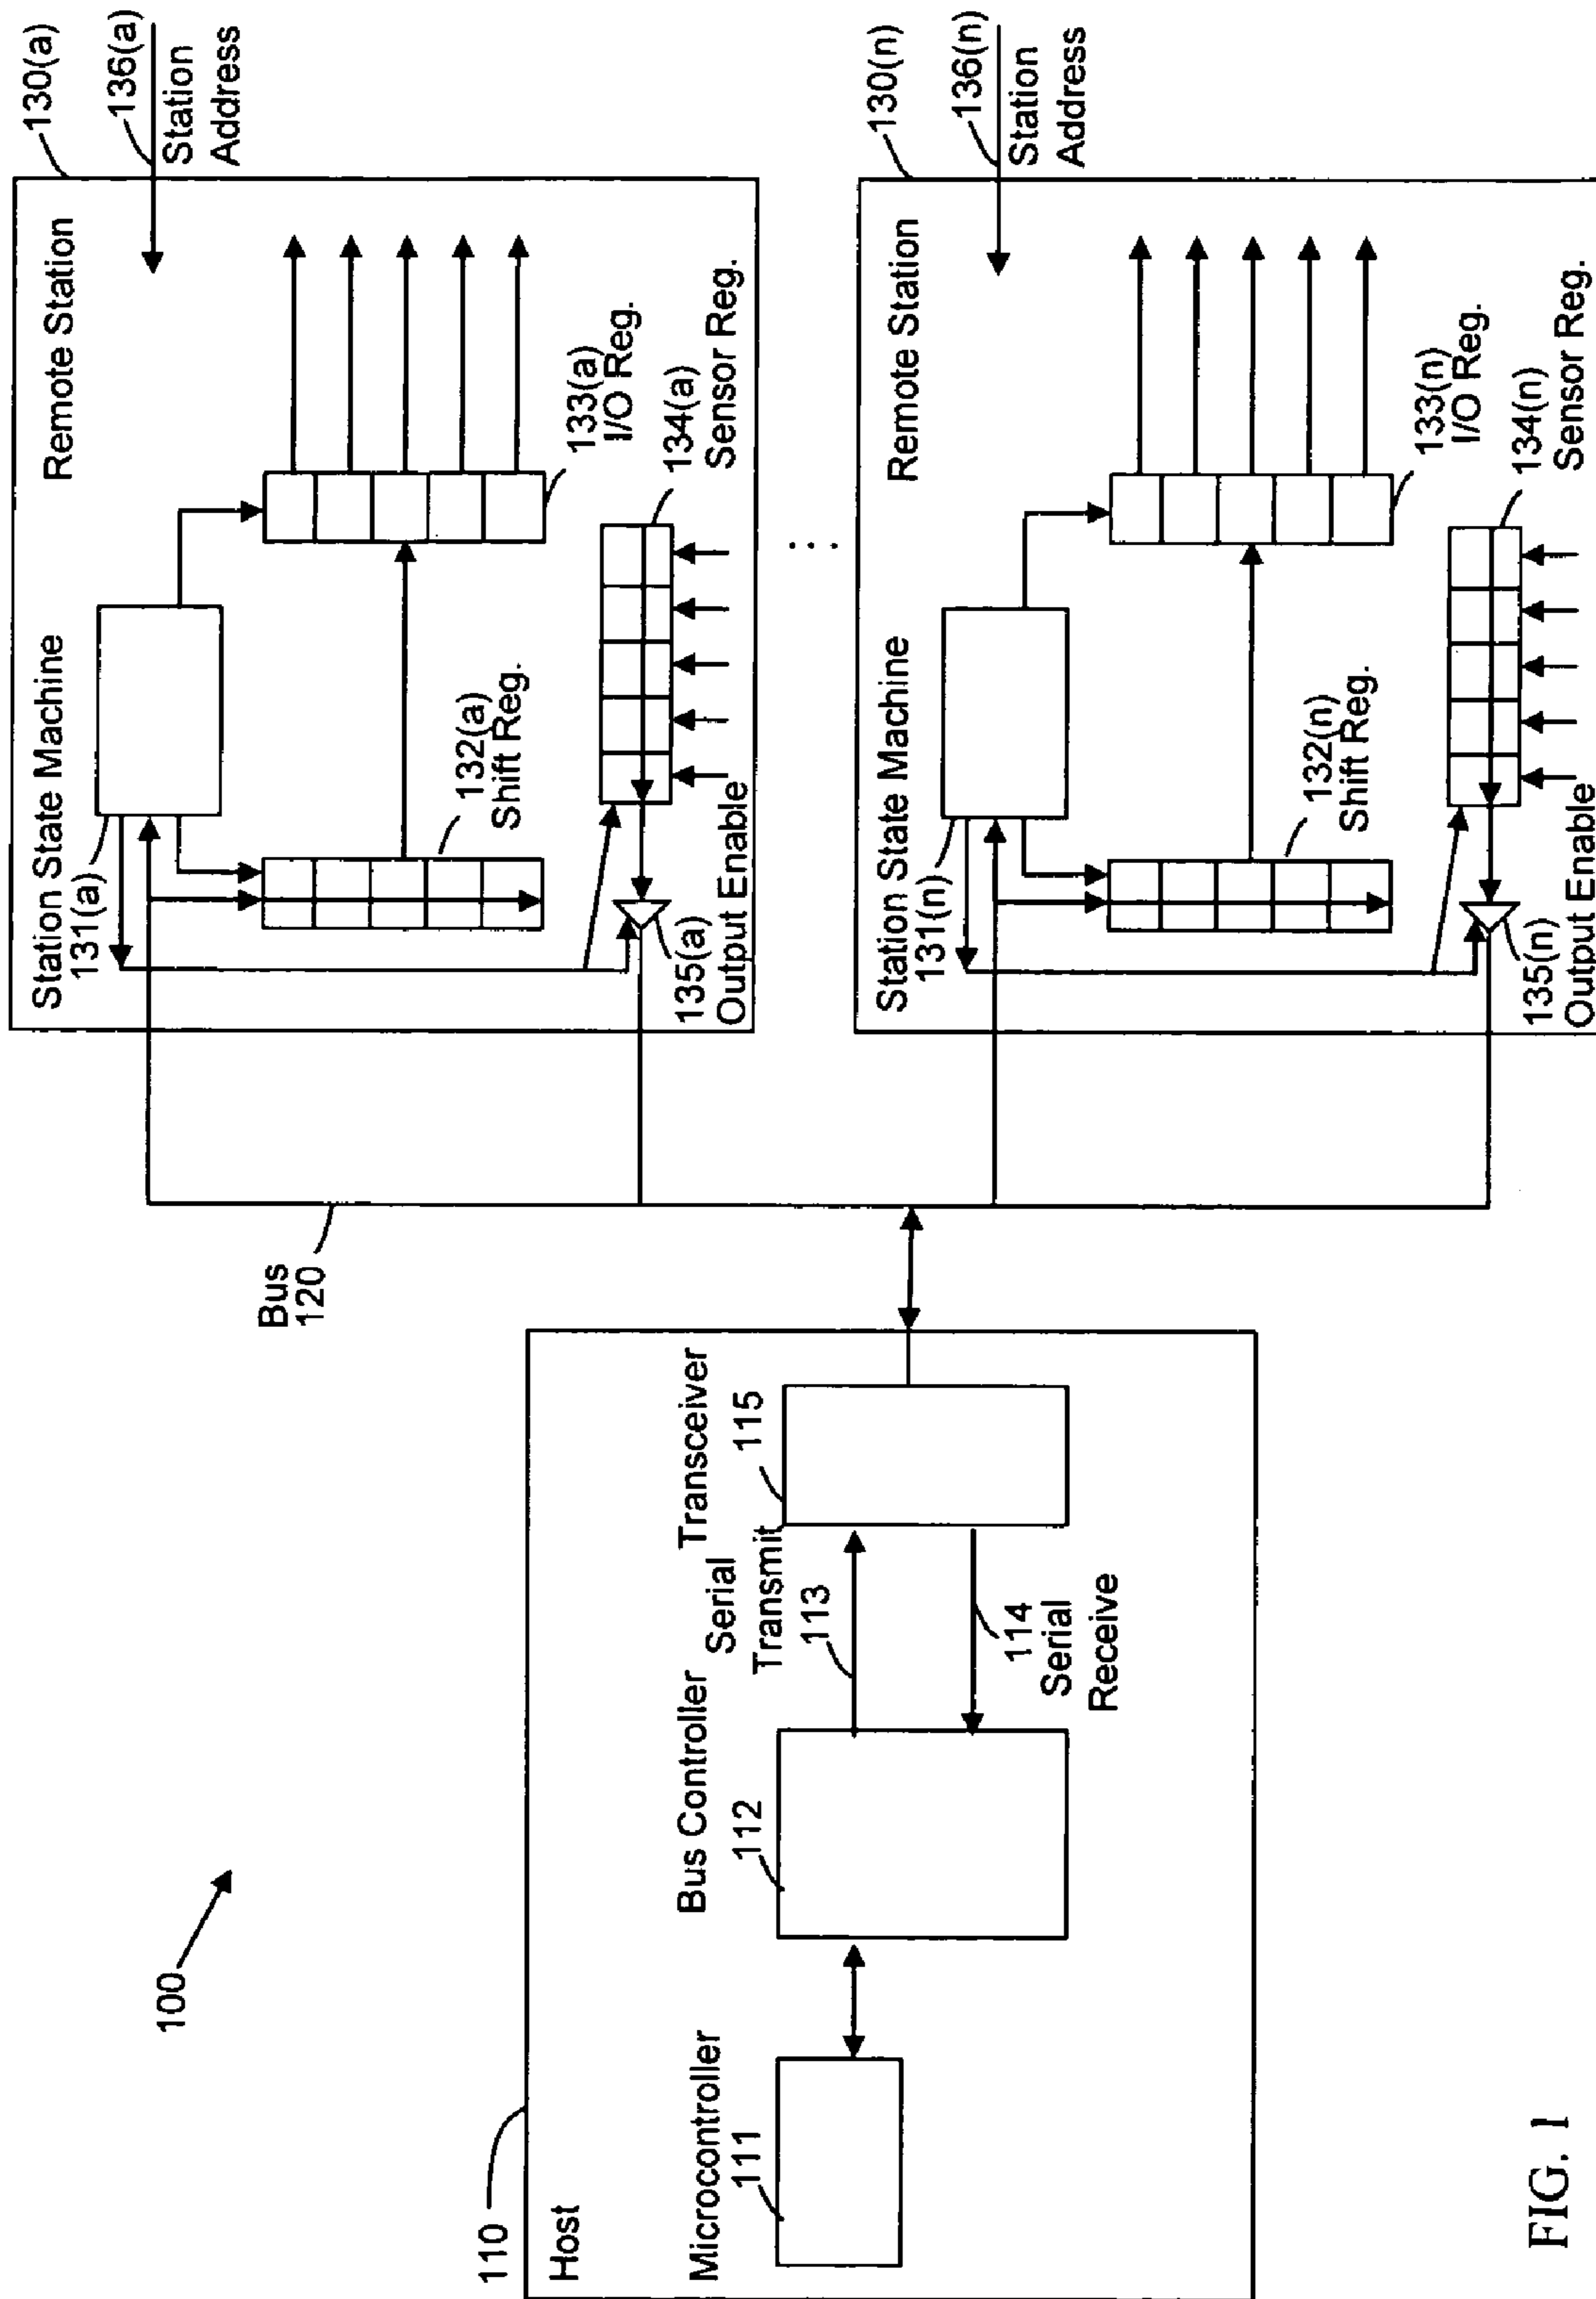 100
110
Host
Microcontroller
111
Bus Controller
112
Serial
Transmit
113
114
Serial
Receive
Transceiver
115
Bus
120
Remote Station
130(a)
136(a)
Station
Address
Station State Machine
131(a)
132(a)
Shift Reg.
133(a)
I/O Reg.
134(a)
Sensor Reg.
135(a)
Output Enable
Remote Station
130(n)
136(n)
Station
Address
Station State Machine
131(n)
132(n)
Shift Reg.
133(n)
I/O Reg.
134(n)
Sensor Reg.
135(n)
Output Enable
FIG. 1